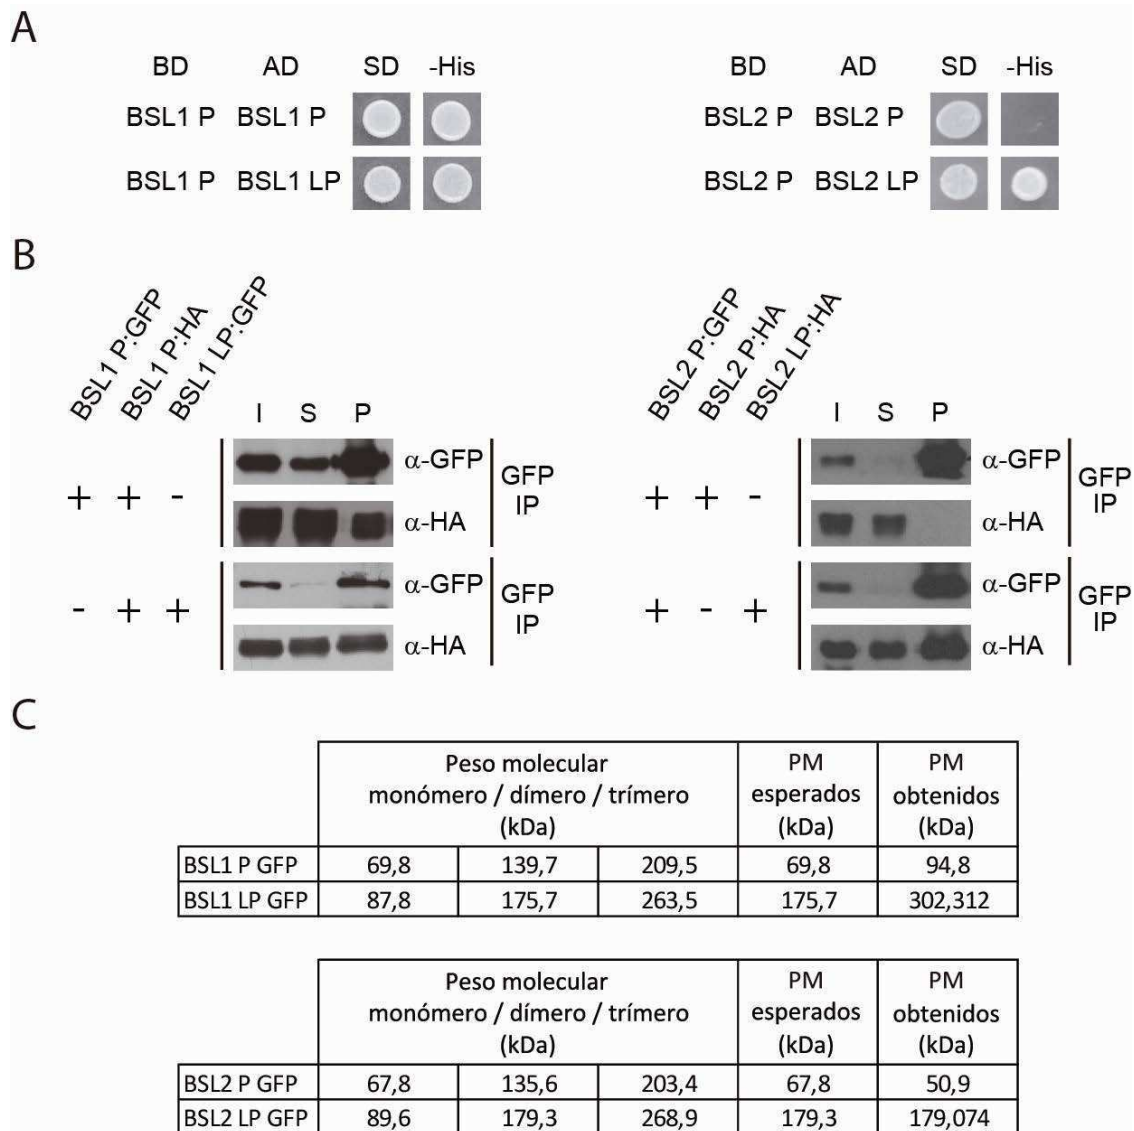 A
BD AD SD -His
BSL1 P BSL1 P
BSL1 P BSL1 LP
BD AD SD -His
BSL2 P BSL2 P
BSL2 P BSL2 LP
B
BSL1 P:GFP
BSL1 P:HA
BSL1 LP:GFP
I S P
+ + -
α-GFP
α-HA
GFP
IP
- + +
α-GFP
α-HA
GFP
IP
BSL2 P:GFP
BSL2 P:HA
BSL2 LP:HA
I S P
+ + -
α-GFP
α-HA
GFP
IP
+ - +
α-GFP
α-HA
GFP
IP
C
Peso molecular
monómero / dímero / trímero
(kDa)
PM
esperados
(kDa)
PM
obtenidos
(kDa)
BSL1 P GFP 69,8 139,7 209,5 69,8 94,8
BSL1 LP GFP 87,8 175,7 263,5 175,7 302,312
Peso molecular
monómero / dímero / trímero
(kDa)
PM
esperados
(kDa)
PM
obtenidos
(kDa)
BSL2 P GFP 67,8 135,6 203,4 67,8 50,9
BSL2 LP GFP 89,6 179,3 268,9 179,3 179,074